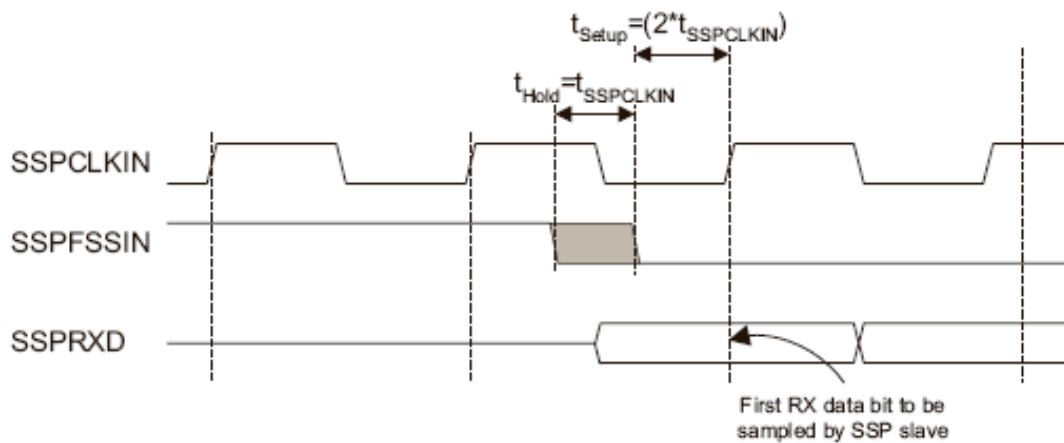 tSetup=(2*tSSPCLKIN)
tHold=tSSPCLKIN
SSPCLKIN
SSPFSSIN
SSPRXD
First RX data bit to be
sampled by SSP slave